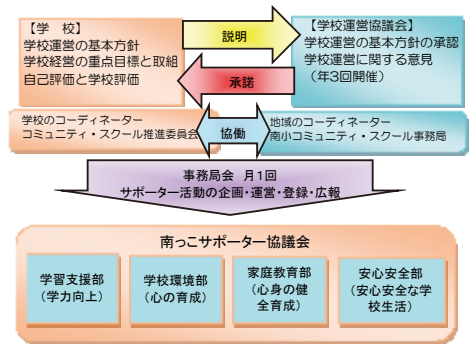 【学　校】
学校運営の基本方針
学校経営の重点目標と取組
自己評価と学校評価
説明
承諾
【学校運営協議会】
学校運営の基本方針の承認
学校運営に関する意見
（年3回開催）
学校のコーディネーター
コミュニティ・スクール推進委員会
協働
地域のコーディネーター
南小コミュニティ・スクール事務局
事務局会　月1回
サポーター活動の企画・運営・登録・広報
南っこサポーター協議会
学習支援部
（学力向上）
学校環境部
（心の育成）
家庭教育部
（心身の健
全育成）
安心安全部
（安心安全な学
校生活）